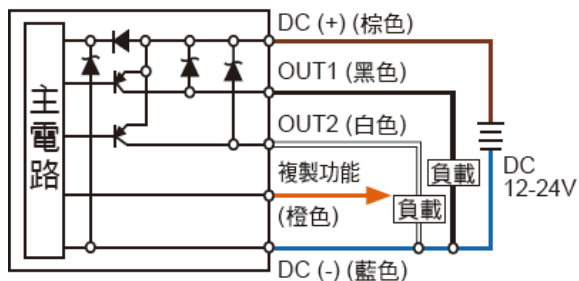 DC (+) (棕色)
OUT1 (黑色)
OUT2 (白色)
主電路
複製功能
(橙色)
負載
負載
DC
12-24V
DC (-) (藍色)